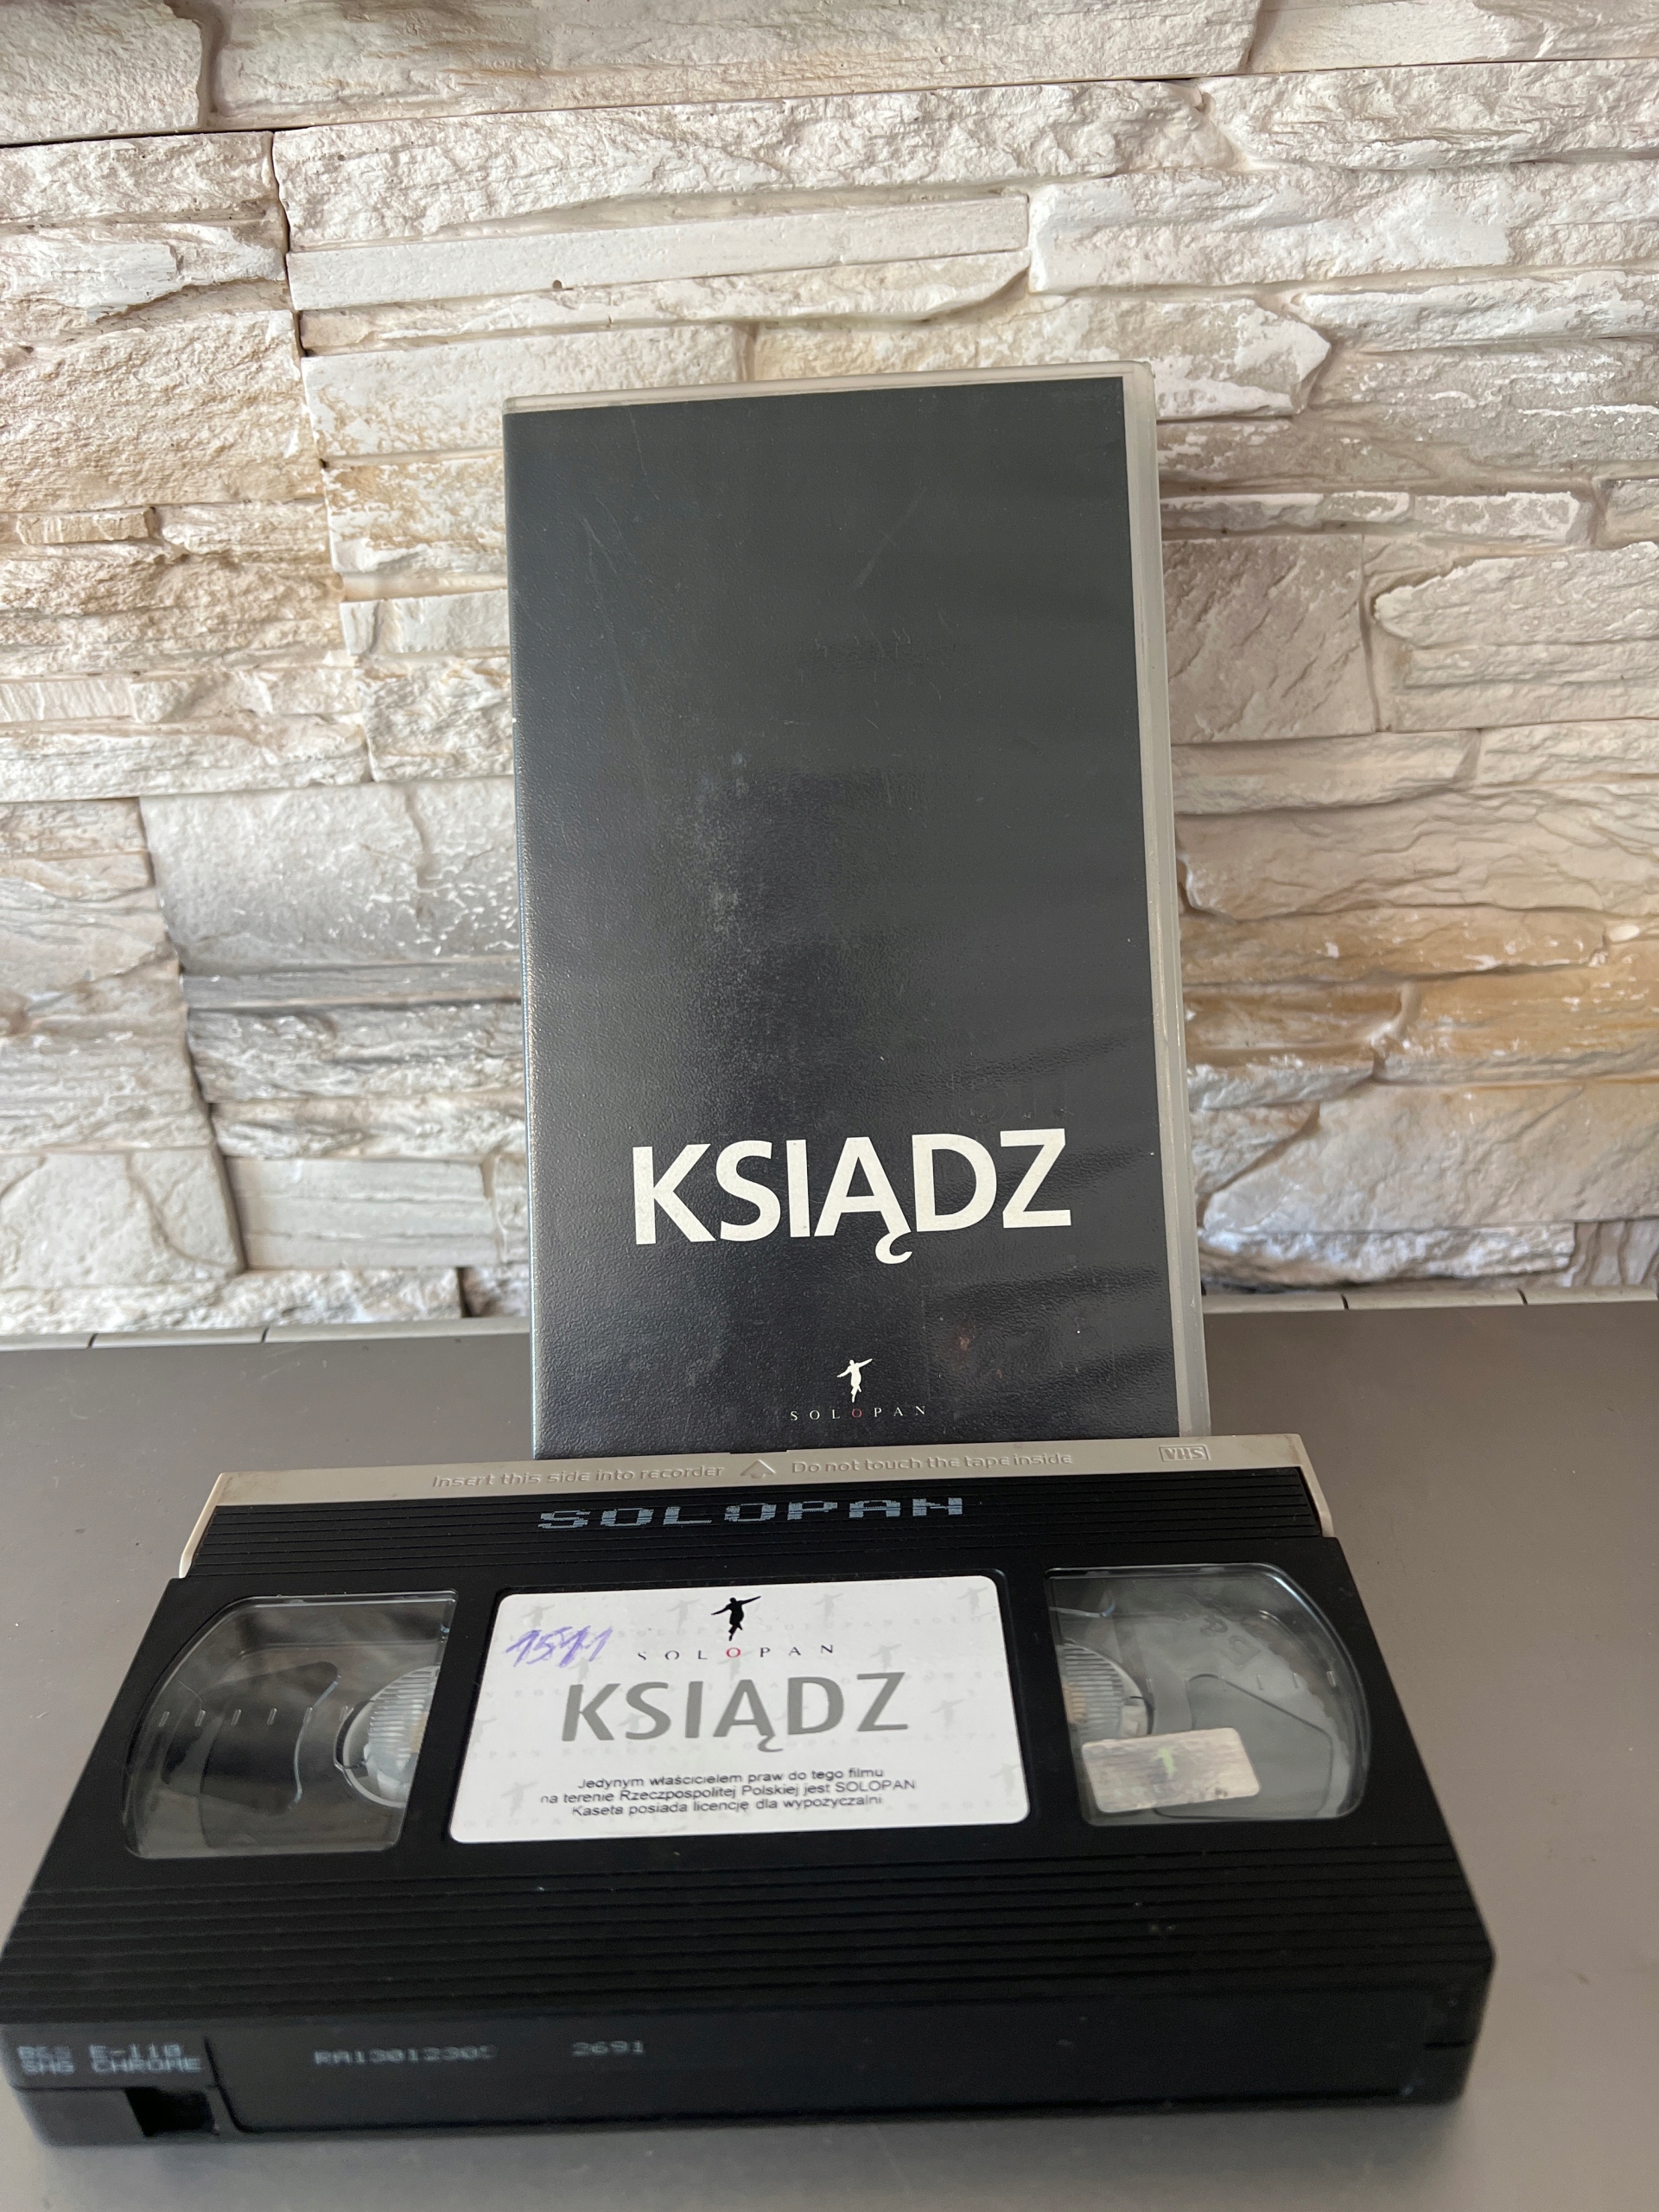 KSIĄDZ
SOLOPAN
Insert this side into recorder Do not touch the tape inside VHS
SOLOPAN
1511
SOLOPAN
KSIĄDZ
Jedynym właścicielem praw do tego filmu
na terenie Rzeczpospolitej Polskiej jest SOLOPAN
Kaseta posiada licencję dla wypożyczalni
E-110
SHG CHROME
2691